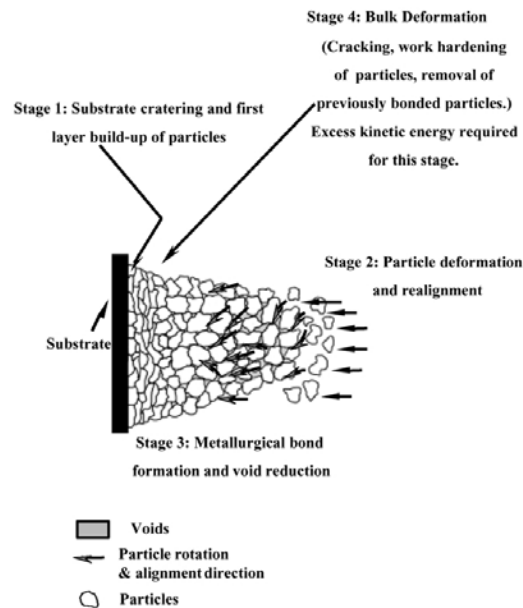 Stage 4: Bulk Deformation
(Cracking, work hardening
of particles, removal of
previously bonded particles.)
Excess kinetic energy required
for this stage.
Stage 1: Substrate cratering and first
layer build-up of particles
Stage 2: Particle deformation
and realignment
Substrate
Stage 3: Metallurgical bond
formation and void reduction
Voids
Particle rotation
& alignment direction
Particles